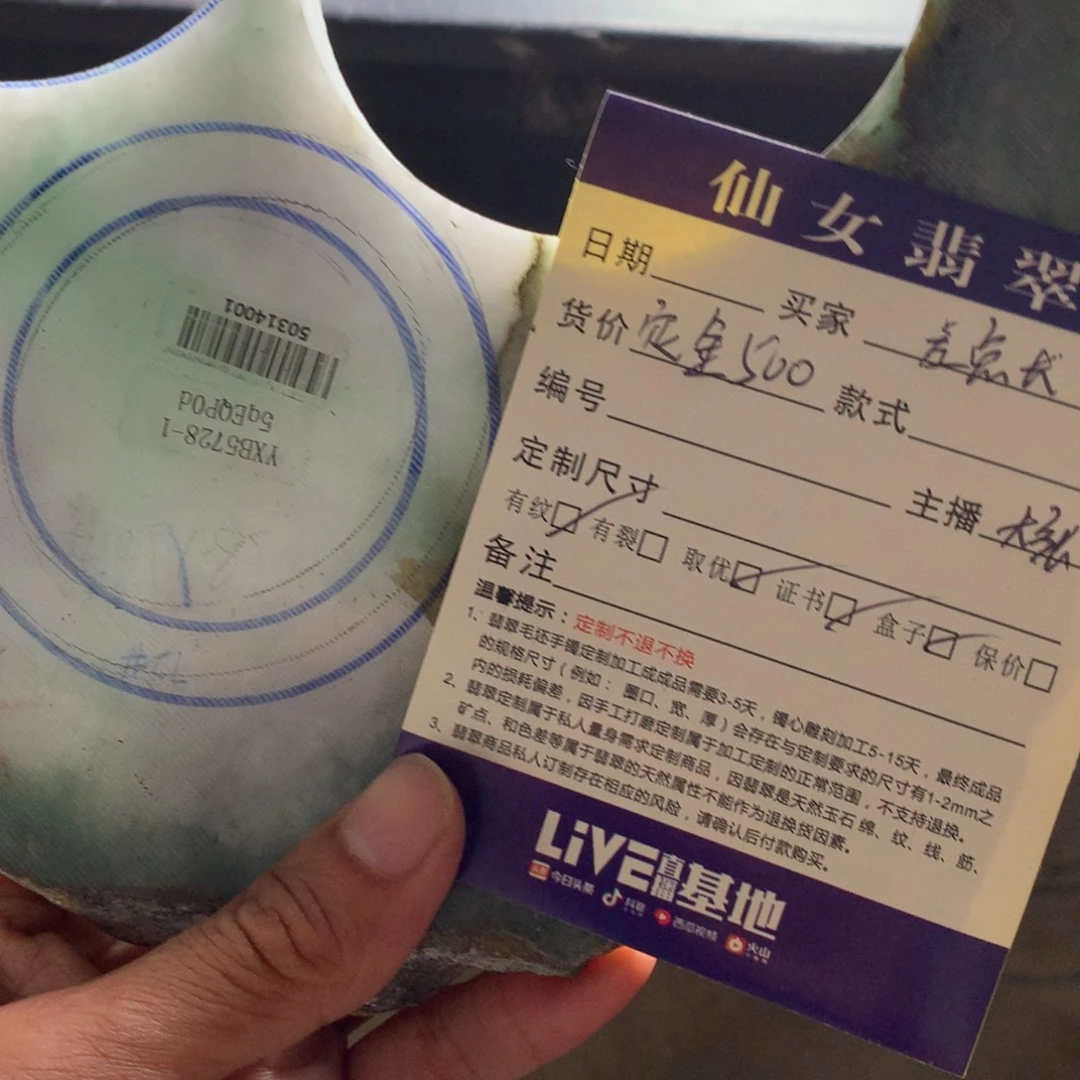 50314001
5qEQP0d
YXB5728-1
仙女翡翠
日期
买家
货价 定金500
款式
编号
主播
定制尺寸
有纹 有裂 取优 证书 盒子 保价
备注
温馨提示：定制不退不换
1、翡翠毛坯手镯定制加工成成品需要3-5天，镯心雕刻加工5-15天，最终成品
的规格尺寸（例如：圈口、宽、厚）会存在与定制要求的尺寸有1-2mm之
内的损耗偏差，因手工打磨定制属于加工定制的正常范围，不支持退换。
2、翡翠定制属于私人量身需求定制商品，因翡翠是天然玉石 绵、纹、线、筋、
矿点、和色差等属于翡翠的天然属性不能作为退换货因素。
3、翡翠商品私人订制存在相应的风险，请确认后付款购买。
LiVE直播基地
今日头条 抖音 西瓜视频 火山